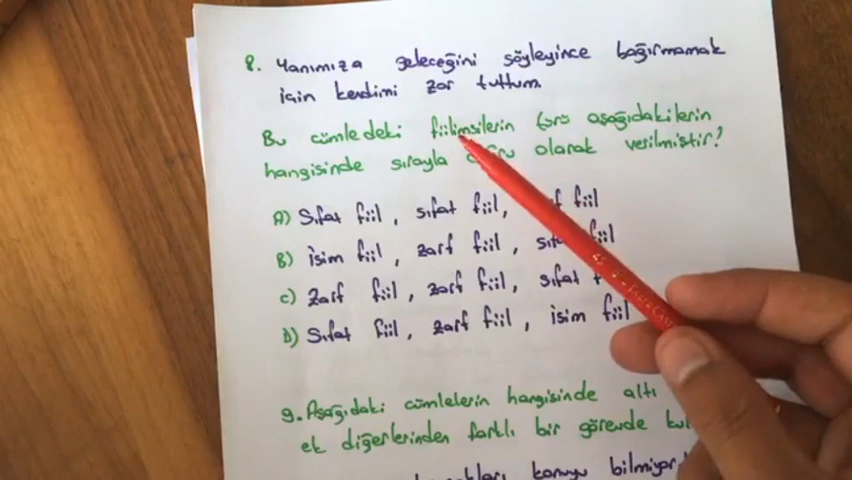 8. Yanımıza geleceğini söyleyince bağırmamak
için kendimi zor tuttum.
Bu cümledeki fiilimsilerin türü aşağıdakilerin
hangisinde sırayla olarak verilmiştir?
A) Sıfat fiil, sıfat fiil, fiil
B) İsim fiil, zarf fiil, fiil
C) Zarf fiil, zarf fiil, sıfat
D) Sıfat fiil, zarf fiil, isim fiil
9. Aşağıdaki cümlelerin hangisinde altı
ek diğerlerinden farklı bir görevde
konuyu